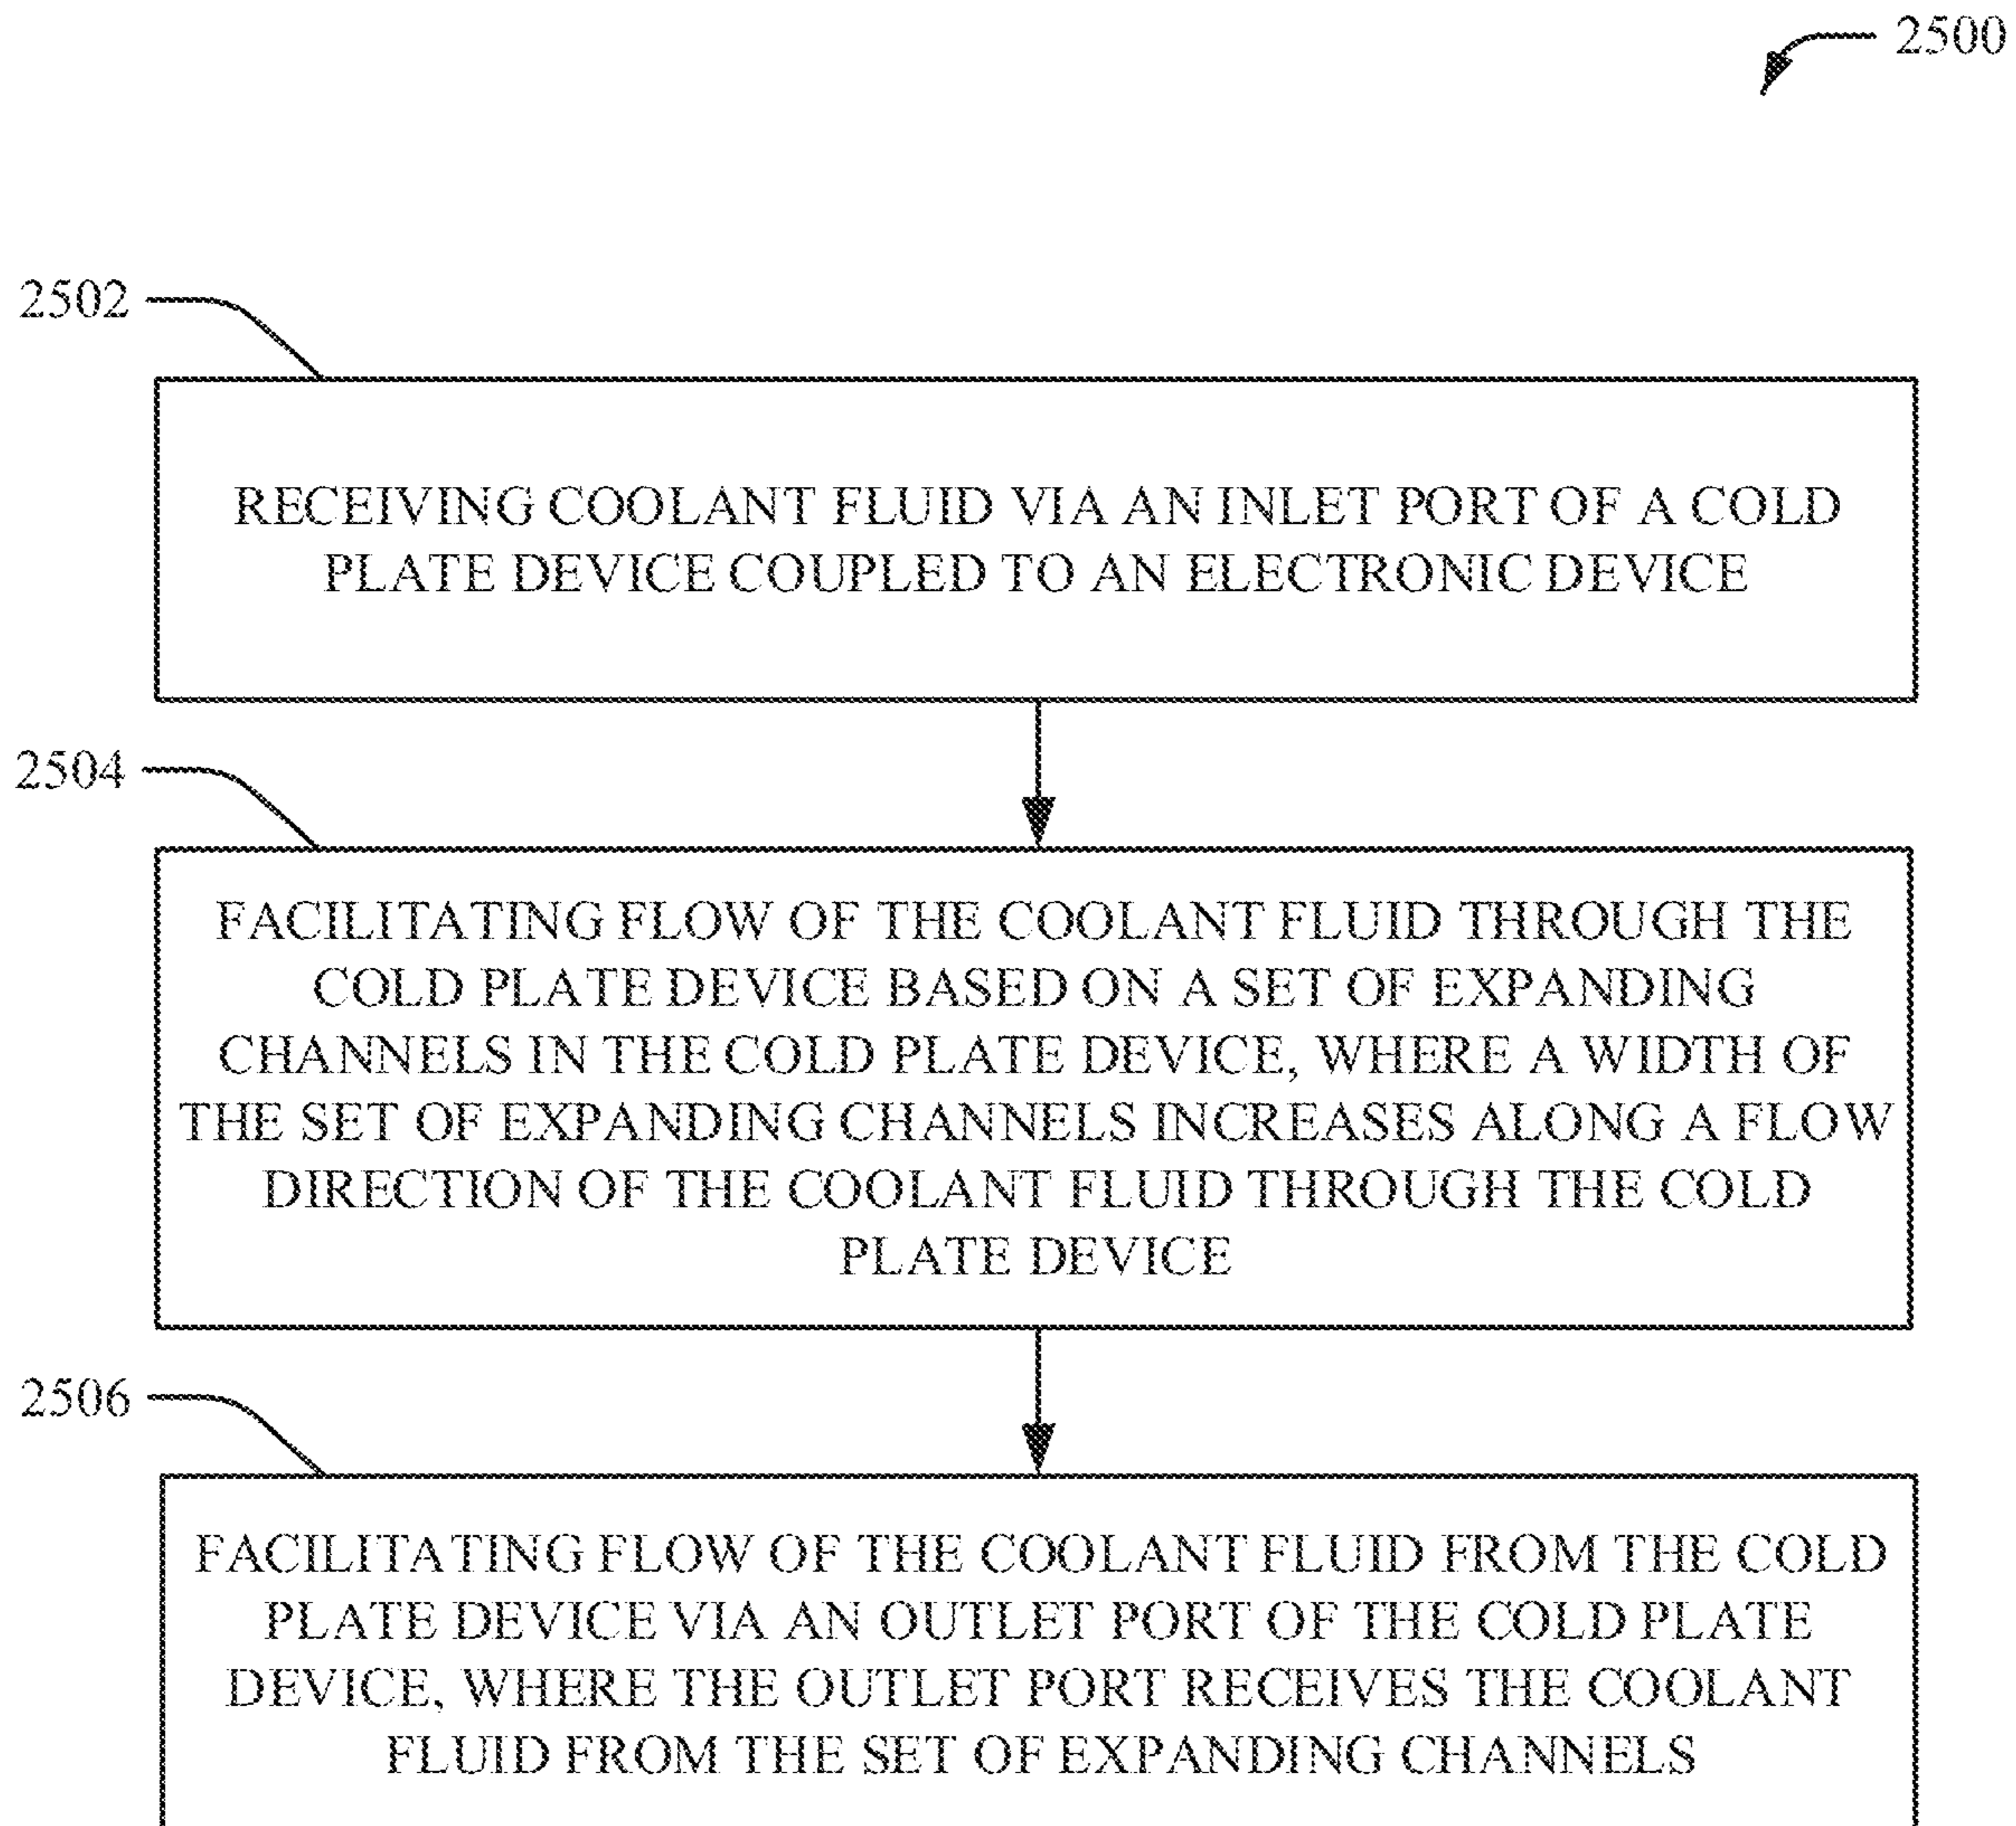 2500
2502
RECEIVING COOLANT FLUID VIA AN INLET PORT OF A COLD
PLATE DEVICE COUPLED TO AN ELECTRONIC DEVICE
2504
FACILITATING FLOW OF THE COOLANT FLUID THROUGH THE
COLD PLATE DEVICE BASED ON A SET OF EXPANDING
CHANNELS IN THE COLD PLATE DEVICE, WHERE A WIDTH OF
THE SET OF EXPANDING CHANNELS INCREASES ALONG A FLOW
DIRECTION OF THE COOLANT FLUID THROUGH THE COLD
PLATE DEVICE
2506
FACILITATING FLOW OF THE COOLANT FLUID FROM THE COLD
PLATE DEVICE VIA AN OUTLET PORT OF THE COLD PLATE
DEVICE, WHERE THE OUTLET PORT RECEIVES THE COOLANT
FLUID FROM THE SET OF EXPANDING CHANNELS